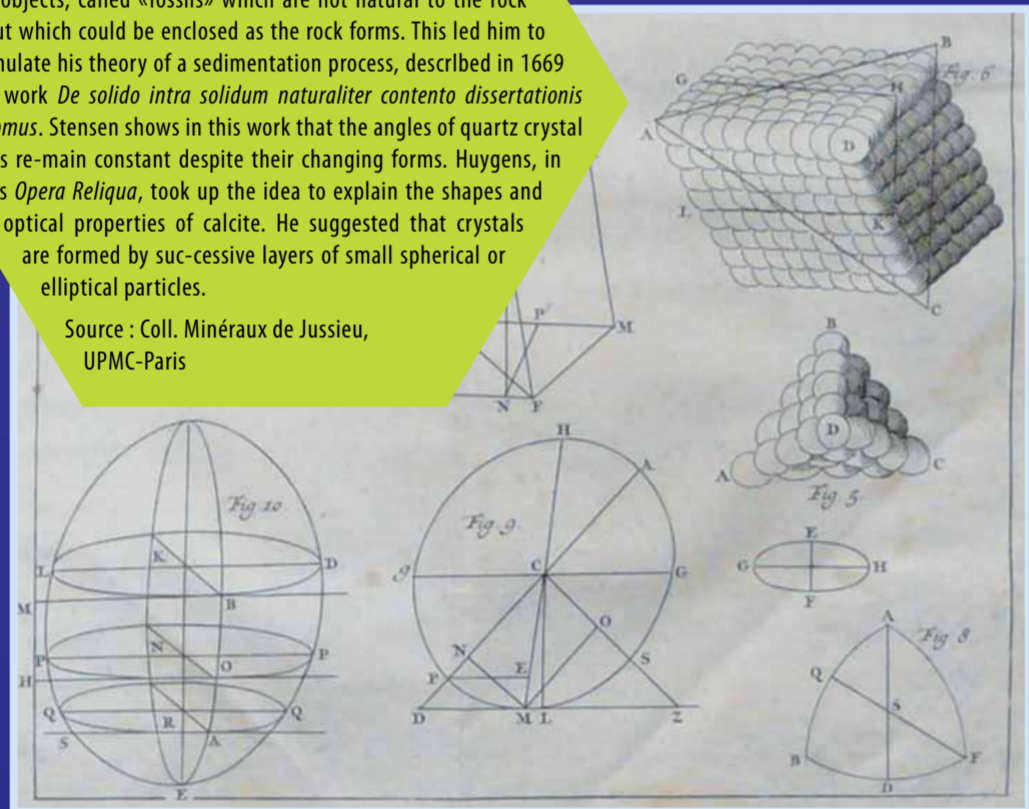 objects, called «fossils» which are not natural to the rock
ut which could be enclosed as the rock forms. This led him to
mulate his theory of a sedimentation process, descrlbed in 1669
work De solido intra solidum naturaliter contento dissertationis
omus. Stensen shows in this work that the angles of quartz crystal
s re-main constant despite their changing forms. Huygens, in
s Opera Reliqua, took up the idea to explain the shapes and
optical properties of calcite. He suggested that crystals
are formed by suc-cessive layers of small spherical or
elliptical particles.
Source : Coll. Minéraux de Jussieu,
UPMC-Paris
B
Fig. 6
G
H
A
D
L
K
C
P
M
N F
B
D
A
C
Fig. 5
Fig 10
K
L
D
M
B
N
P
P
O
H
Q
Q
R
S
A
E
H
A
Fig 9
g
C
G
O
N
S
P
E
D
M L
Z
E
G
H
F
A
Fig 8
Q
S
B
F
D